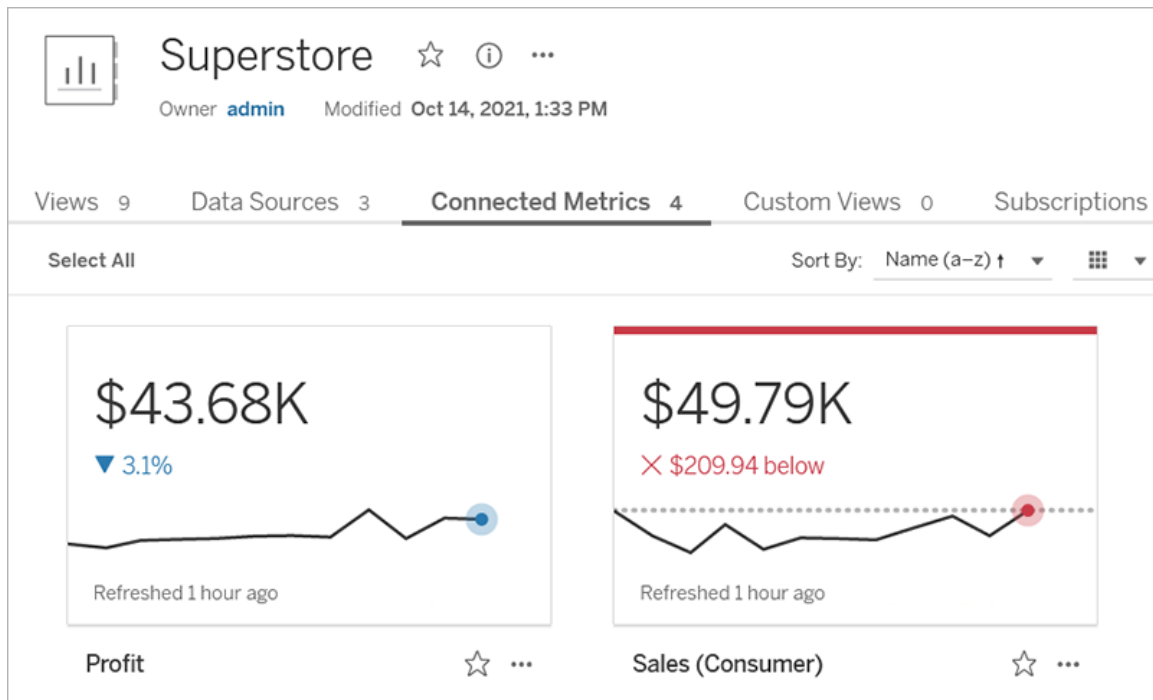 Superstore
Owner admin Modified Oct 14, 2021, 1:33 PM
Views 9 Data Sources 3 Connected Metrics 4 Custom Views 0 Subscriptions
Select All Sort By: Name (a–z) ↑
$43.68K
▼ 3.1%
Refreshed 1 hour ago
Profit
$49.79K
× $209.94 below
Refreshed 1 hour ago
Sales (Consumer)